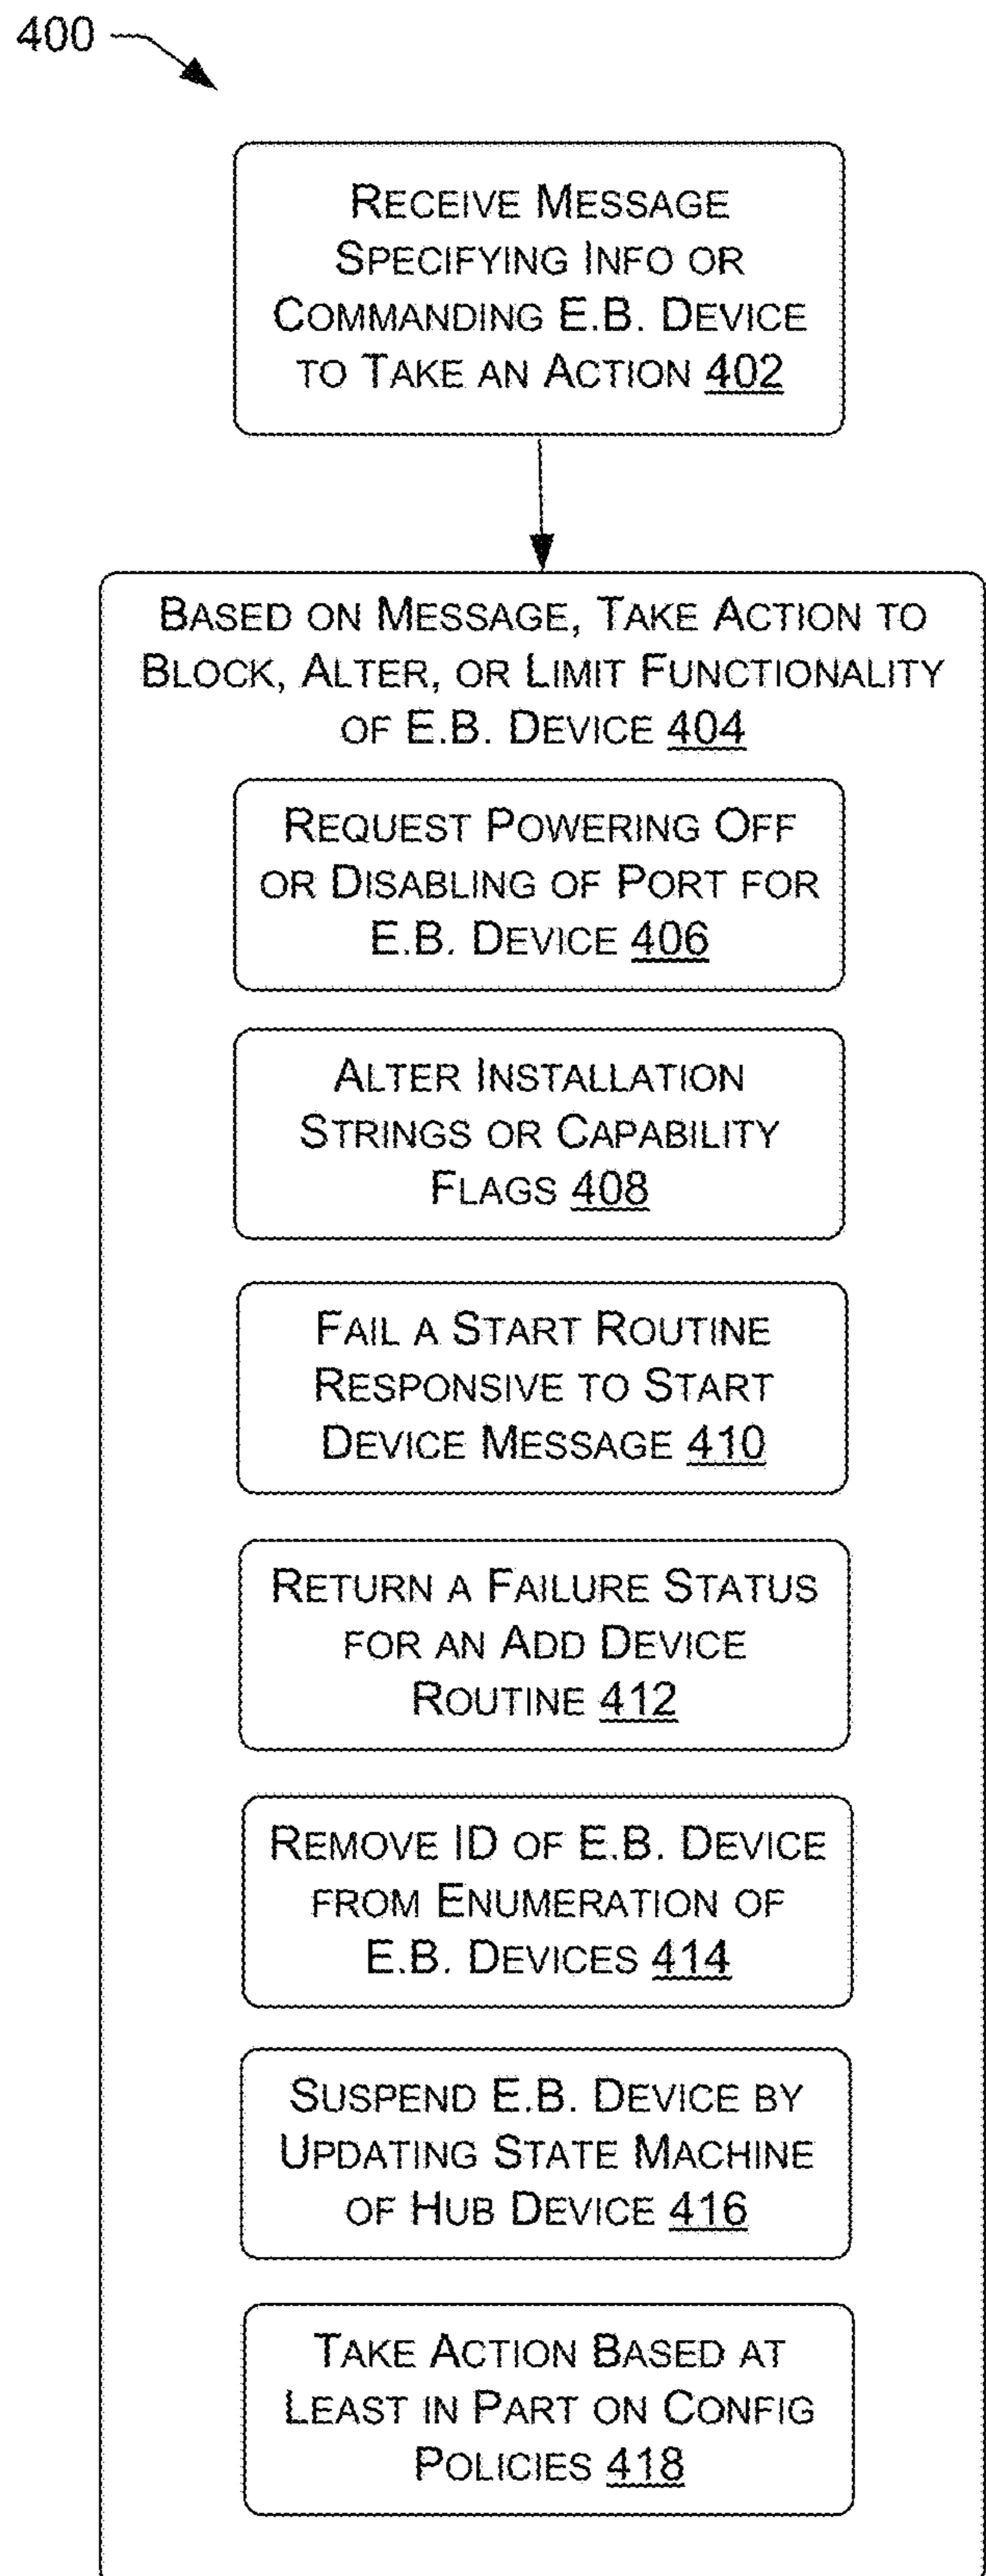 400
RECEIVE MESSAGE
SPECIFYING INFO OR
COMMANDING E.B. DEVICE
TO TAKE AN ACTION 402
BASED ON MESSAGE, TAKE ACTION TO
BLOCK, ALTER, OR LIMIT FUNCTIONALITY
OF E.B. DEVICE 404
REQUEST POWERING OFF
OR DISABLING OF PORT FOR
E.B. DEVICE 406
ALTER INSTALLATION
STRINGS OR CAPABILITY
FLAGS 408
FAIL A START ROUTINE
RESPONSIVE TO START
DEVICE MESSAGE 410
RETURN A FAILURE STATUS
FOR AN ADD DEVICE
ROUTINE 412
REMOVE ID OF E.B. DEVICE
FROM ENUMERATION OF
E.B. DEVICES 414
SUSPEND E.B. DEVICE BY
UPDATING STATE MACHINE
OF HUB DEVICE 416
TAKE ACTION BASED AT
LEAST IN PART ON CONFIG
POLICIES 418